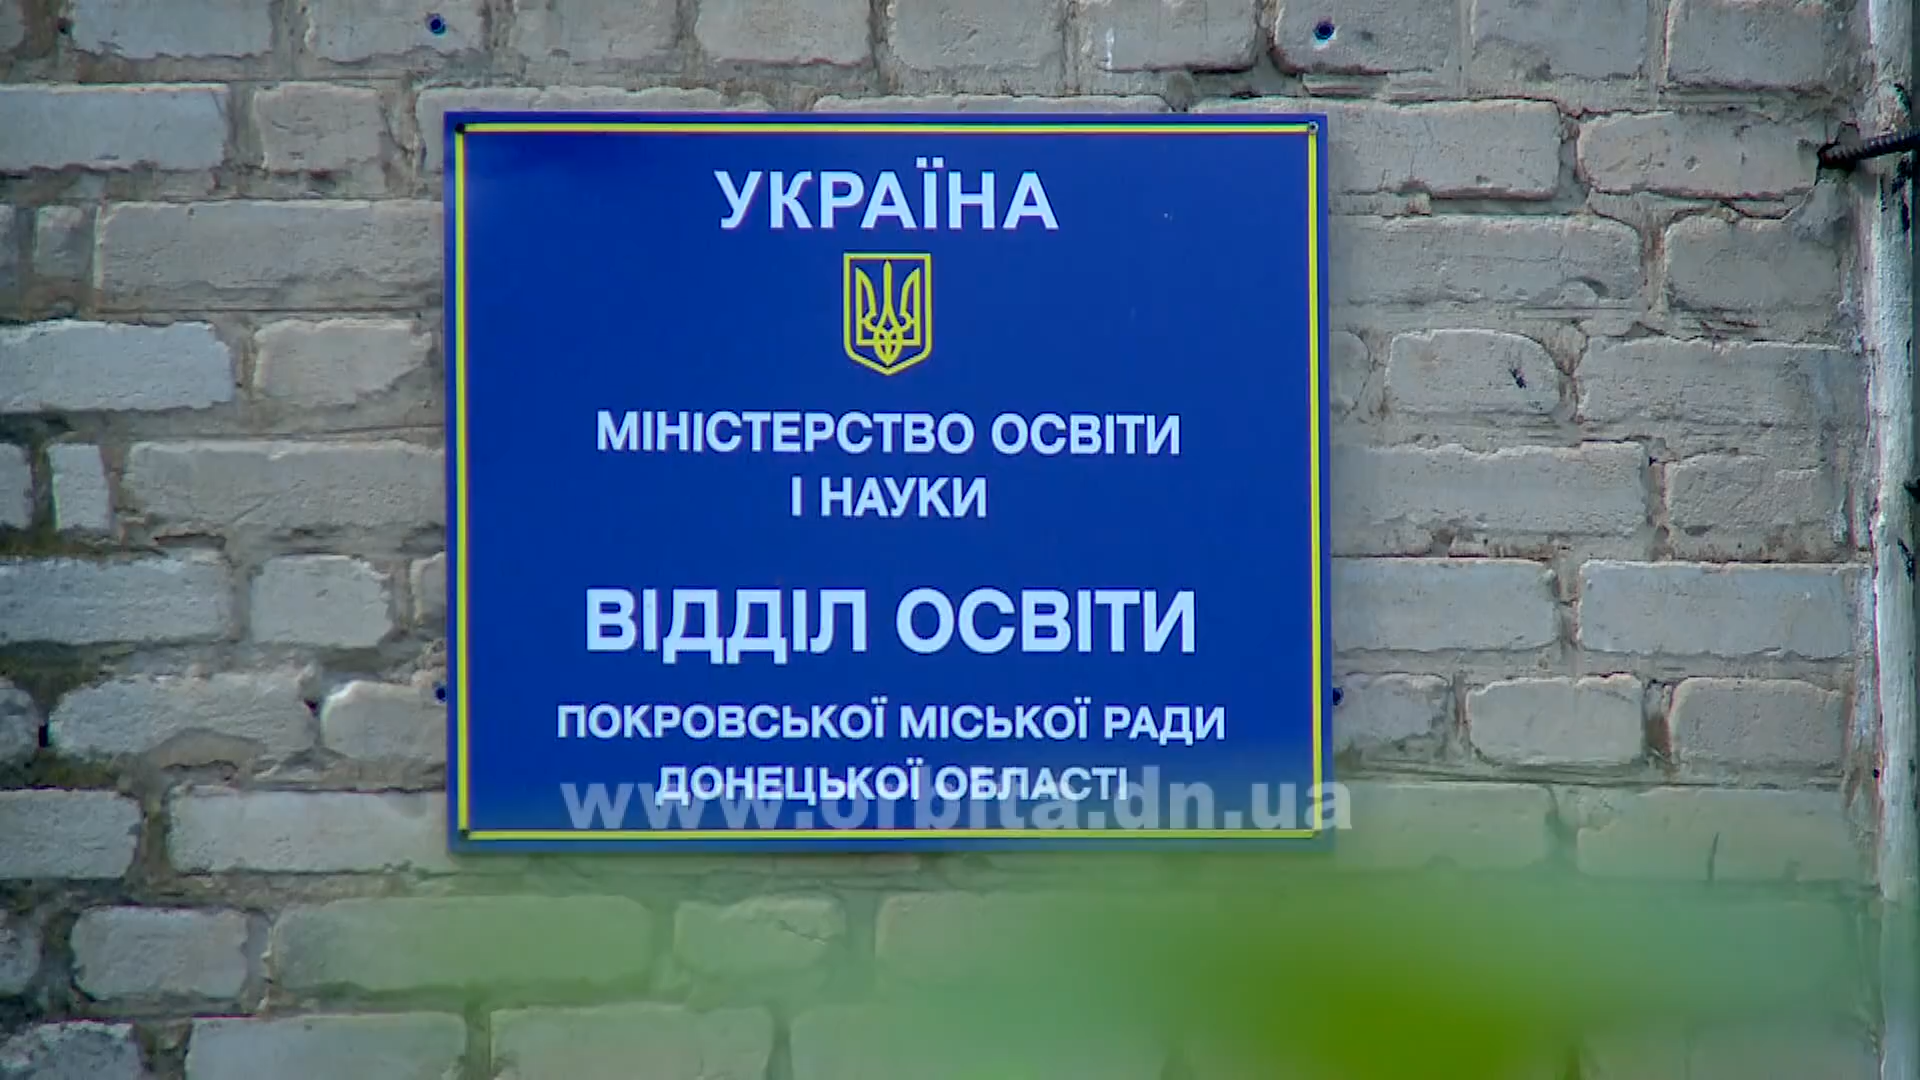 УКРАЇНА
МІНІСТЕРСТВО ОСВІТИ
І НАУКИ
ВІДДІЛ ОСВІТИ
ПОКРОВСЬКОЇ МІСЬКОЇ РАДИ
ДОНЕЦЬКОЇ ОБЛАСТІ
www.orbita.dn.ua